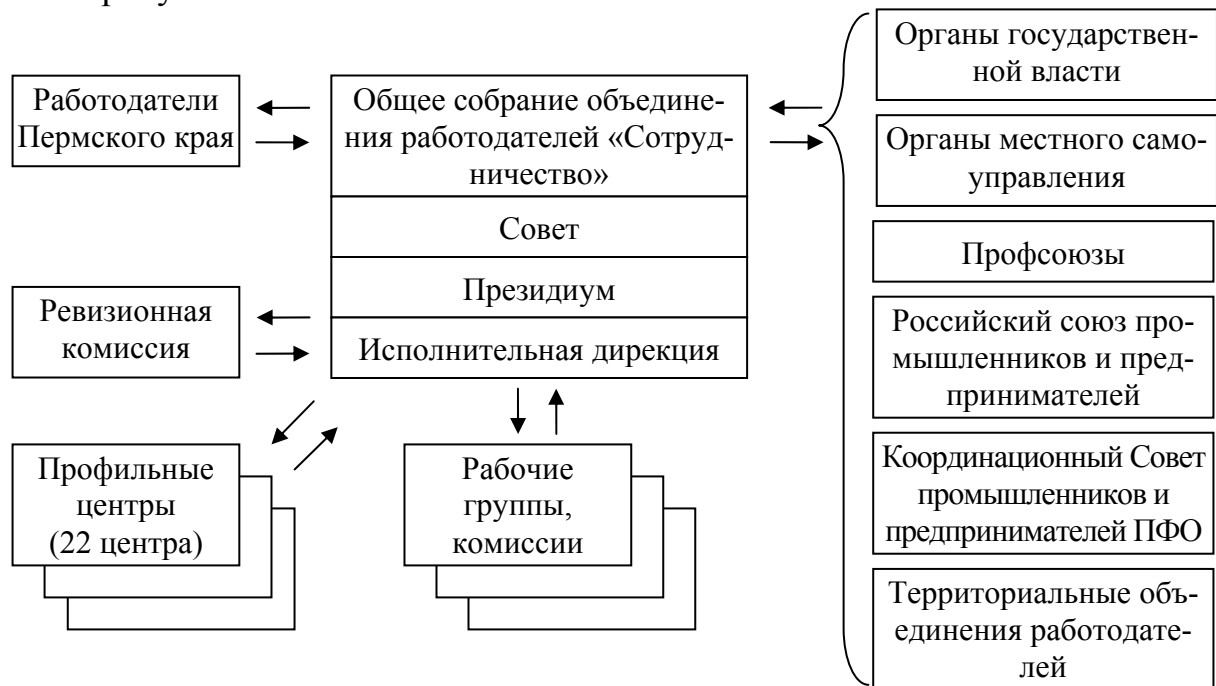 Работодатели
Пермского края
Общее собрание объедине-
ния работодателей «Сотруд-
ничество»
Совет
Президиум
Исполнительная дирекция
Ревизионная
комиссия
Профильные
центры
(22 центра)
Рабочие
группы,
комиссии
Органы государствен-
ной власти
Органы местного само-
управления
Профсоюзы
Российский союз про-
мышленников и пред-
принимателей
Координационный Совет
промышленников и
предпринимателей ПФО
Территориальные объ-
единения работодате-
лей